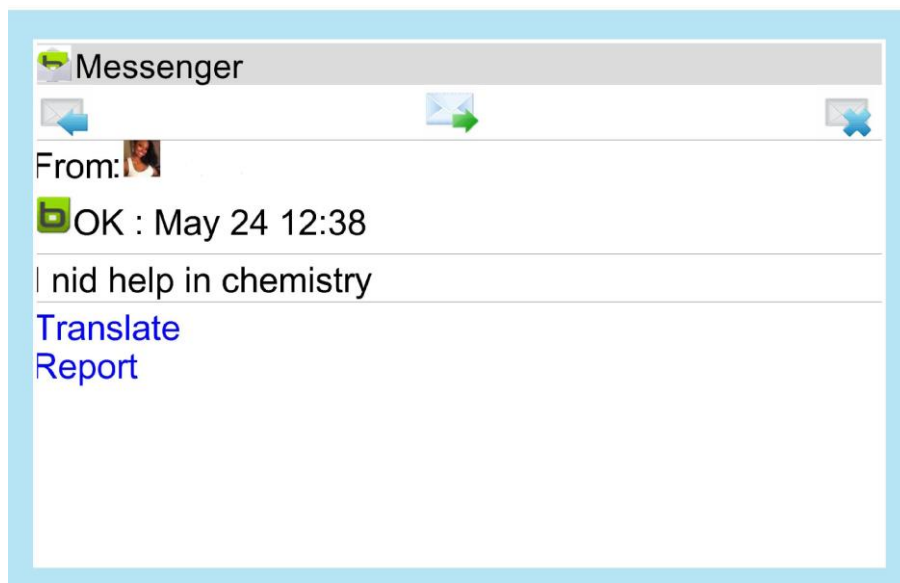 Messenger
From:
OK : May 24 12:38
I nid help in chemistry
Translate
Report